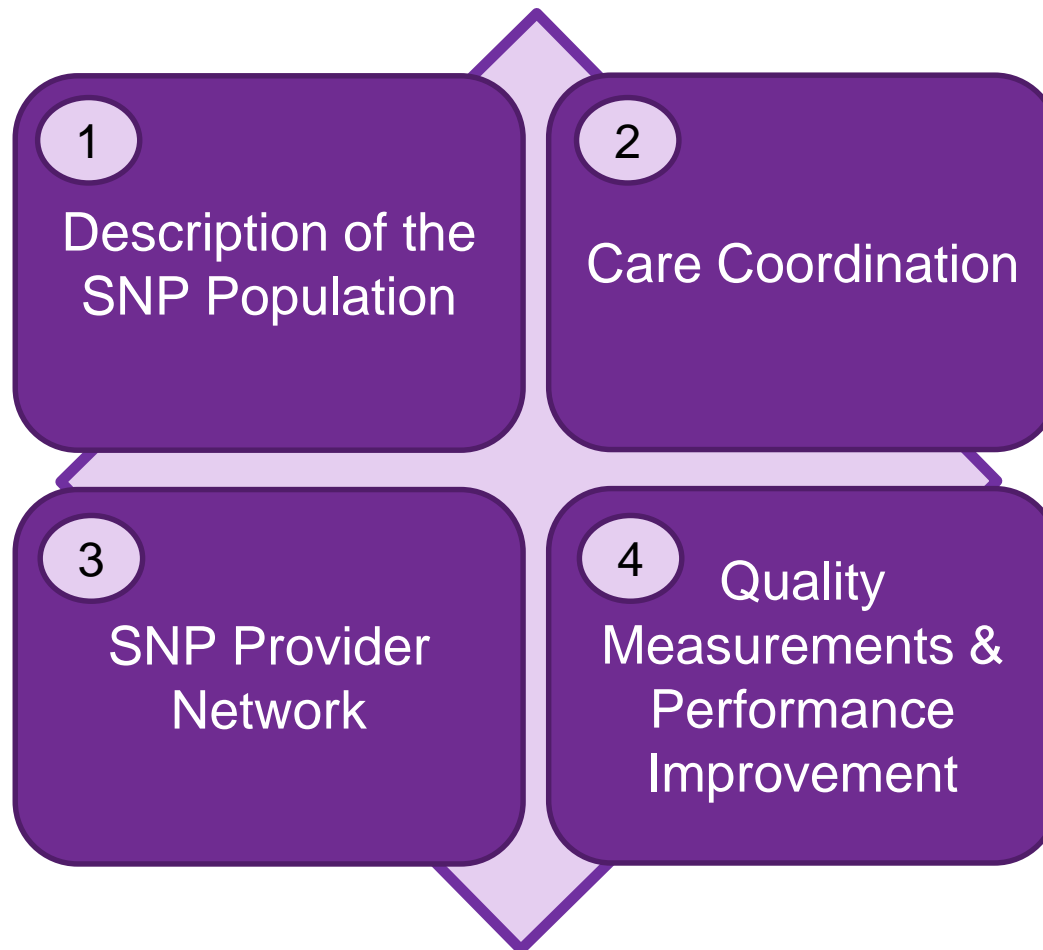 1
Description of the
SNP Population
2
Care Coordination
3
SNP Provider
Network
4
Quality
Measurements &
Performance
Improvement